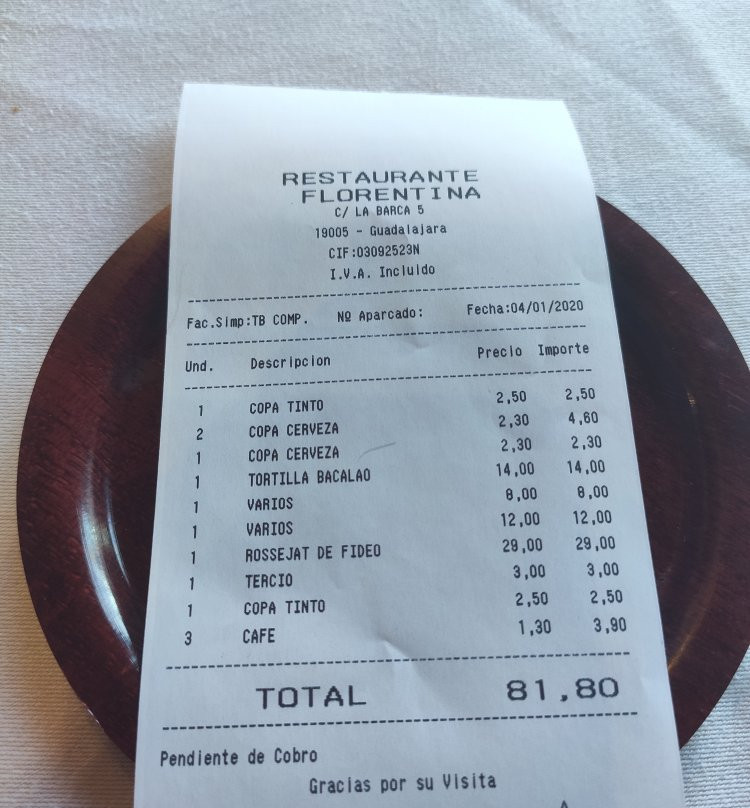 RESTAURANTE
FLORENTINA
C/ LA BARCA 5
19005 - Guadalajara
CIF:03092523N
I.V.A. Incluido
Fac.Simp:TB COMP. Nº Aparcado: Fecha:04/01/2020
Und. Descripcion Precio Importe
1 COPA TINTO 2,50 2,50
2 COPA CERVEZA 2,30 4,60
1 COPA CERVEZA 2,30 2,30
1 TORTILLA BACALAO 14,00 14,00
1 VARIOS 8,00 8,00
1 VARIOS 12,00 12,00
1 ROSSEJAT DE FIDEO 29,00 29,00
1 TERCIO 3,00 3,00
1 COPA TINTO 2,50 2,50
3 CAFE 1,30 3,90
TOTAL 81,80
Pendiente de Cobro
Gracias por su Visita